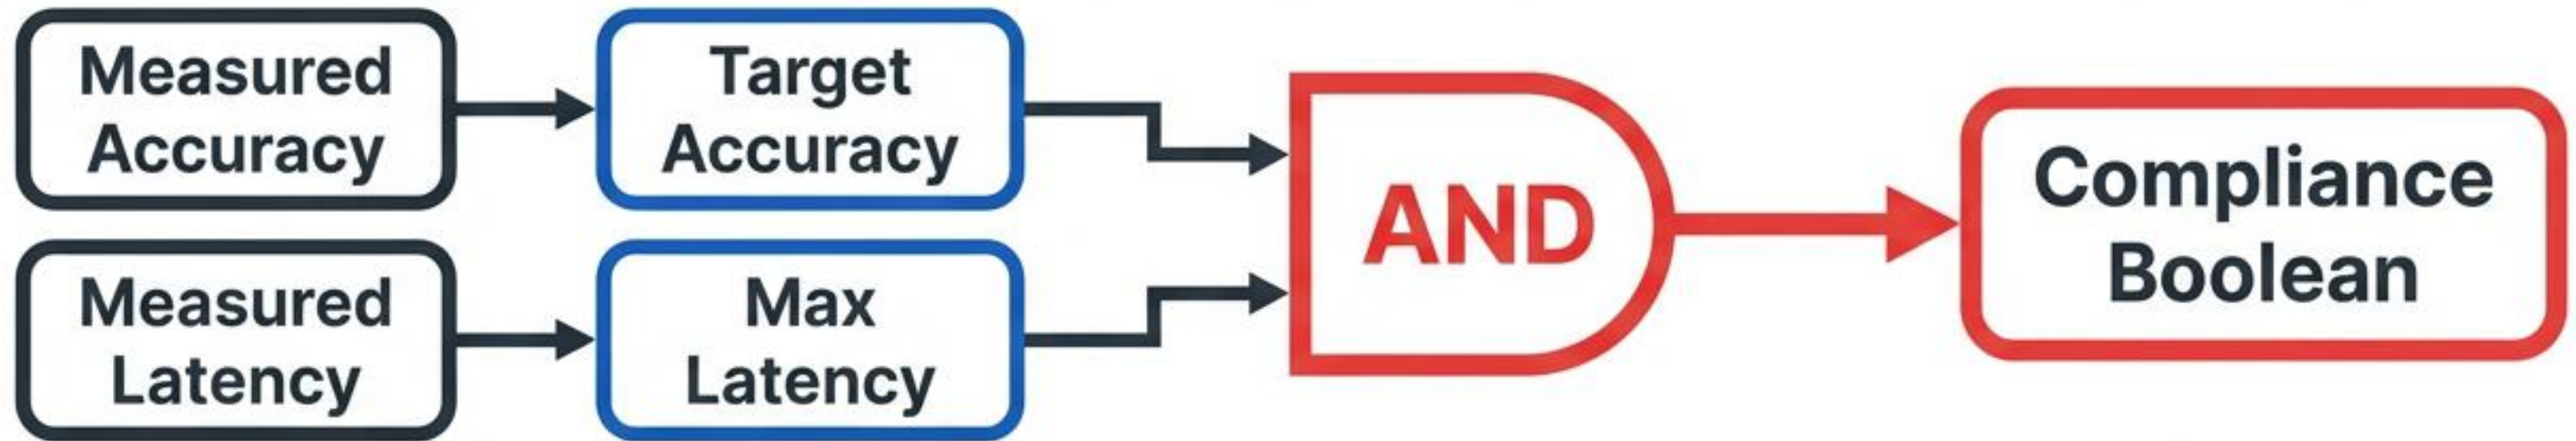 Measured
Accuracy
Target
Accuracy
Measured
Latency
Max
Latency
AND
Compliance
Boolean